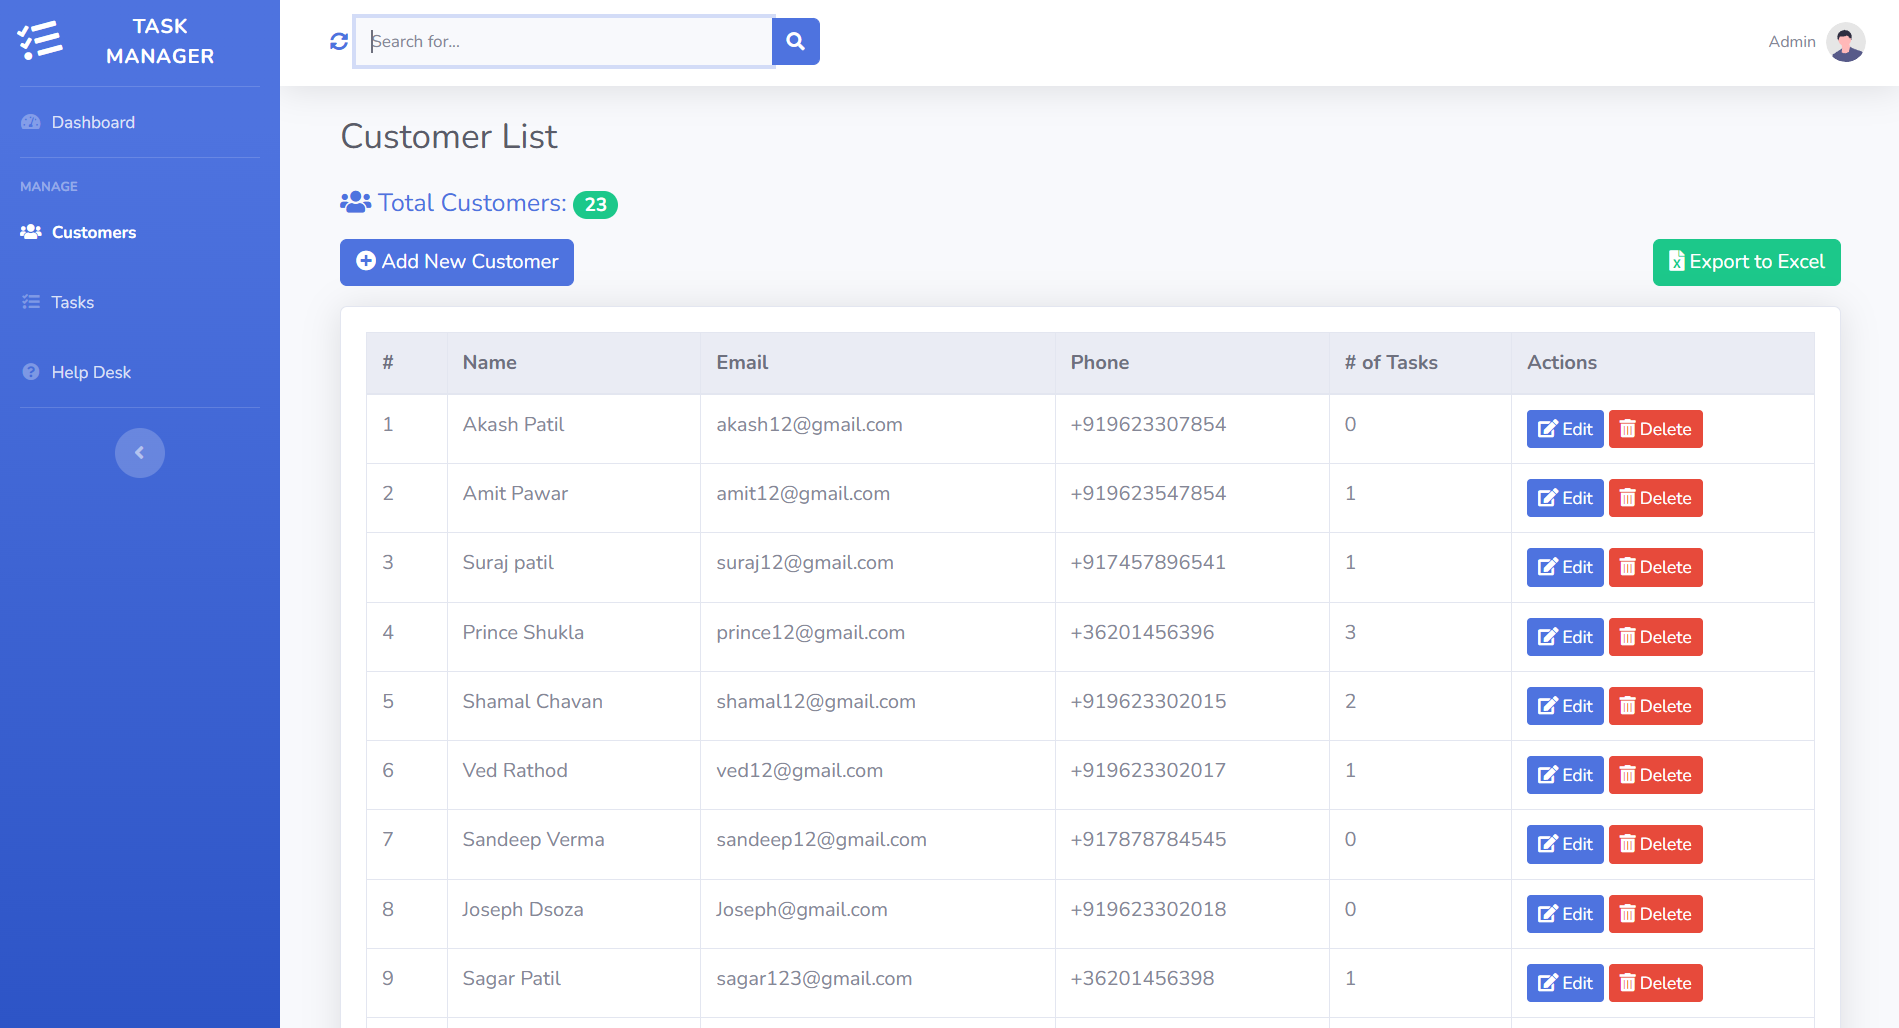 TASK
MANAGER
Search for...
Admin
Dashboard
MANAGE
Customers
Tasks
Help Desk
Customer List
Total Customers: 23
Add New Customer
Export to Excel
# Name Email Phone # of Tasks Actions
1 Akash Patil akash12@gmail.com +919623307854 0 Edit Delete
2 Amit Pawar amit12@gmail.com +919623547854 1 Edit Delete
3 Suraj patil suraj12@gmail.com +917457896541 1 Edit Delete
4 Prince Shukla prince12@gmail.com +36201456396 3 Edit Delete
5 Shamal Chavan shamal12@gmail.com +919623302015 2 Edit Delete
6 Ved Rathod ved12@gmail.com +919623302017 1 Edit Delete
7 Sandeep Verma sandeep12@gmail.com +917878784545 0 Edit Delete
8 Joseph Dsoza Joseph@gmail.com +919623302018 0 Edit Delete
9 Sagar Patil sagar123@gmail.com +36201456398 1 Edit Delete